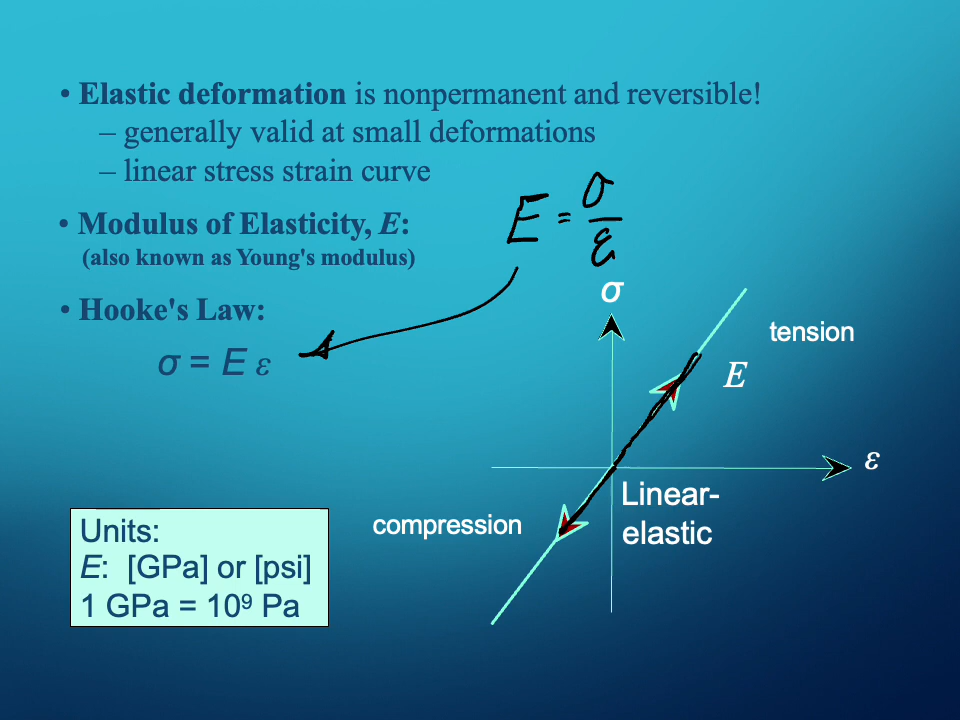 • Elastic deformation is nonpermanent and reversible!
– generally valid at small deformations
– linear stress strain curve
• Modulus of Elasticity, E:
(also known as Young's modulus)
E = σ/ε
• Hooke's Law:
σ = E ε
σ
tension
E
ε
Linear-
elastic
compression
Units:
E: [GPa] or [psi]
1 GPa = 10⁹ Pa